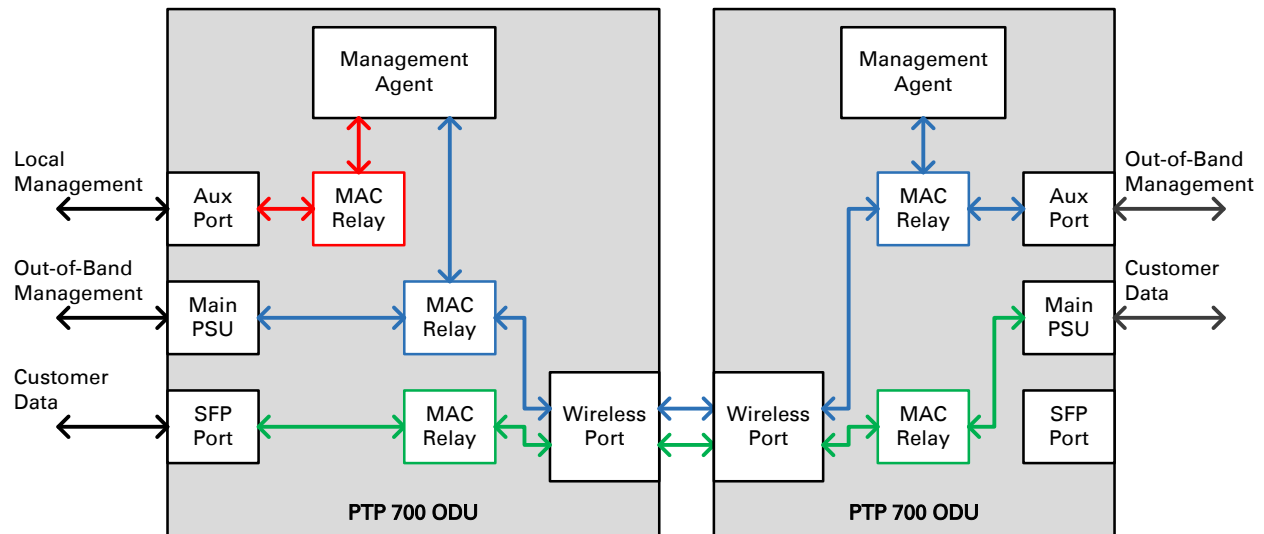 Management
Agent
Local
Management
Aux
Port
MAC
Relay
Out-of-Band
Management
Main
PSU
MAC
Relay
Customer
Data
SFP
Port
MAC
Relay
Wireless
Port
PTP 700 ODU
Management
Agent
MAC
Relay
Aux
Port
Out-of-Band
Management
Main
PSU
Customer
Data
Wireless
Port
MAC
Relay
SFP
Port
PTP 700 ODU